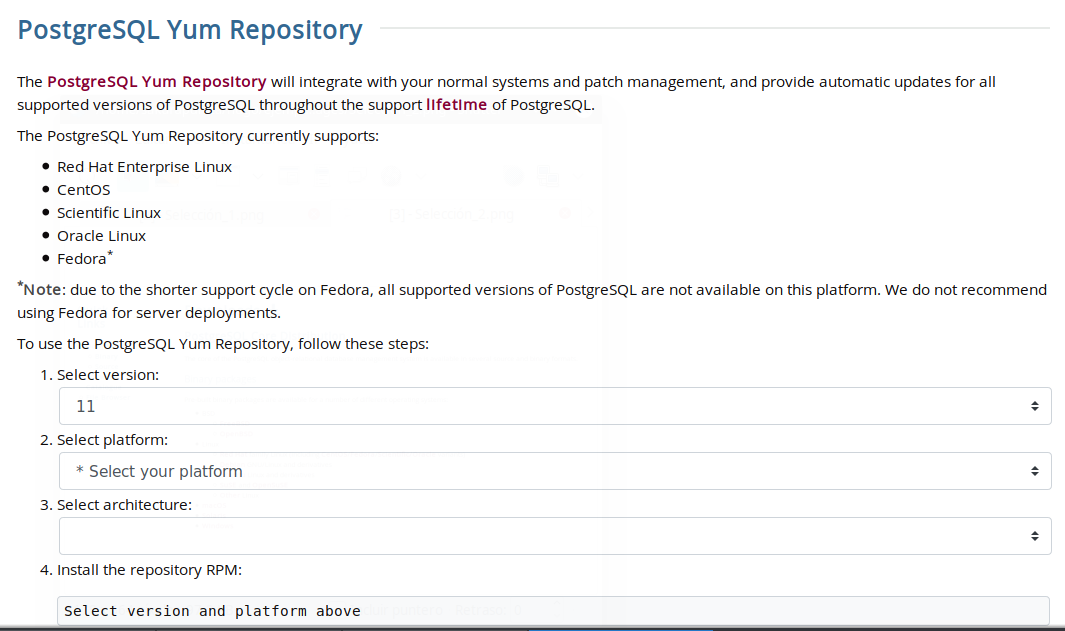 PostgreSQL Yum Repository
The PostgreSQL Yum Repository will integrate with your normal systems and patch management, and provide automatic updates for all
supported versions of PostgreSQL throughout the support lifetime of PostgreSQL.
The PostgreSQL Yum Repository currently supports:
• Red Hat Enterprise Linux
• CentOS
• Scientific Linux
• Oracle Linux
• Fedora*
*Note: due to the shorter support cycle on Fedora, all supported versions of PostgreSQL are not available on this platform. We do not recommend
using Fedora for server deployments.
To use the PostgreSQL Yum Repository, follow these steps:
1. Select version:
11
2. Select platform:
* Select your platform
3. Select architecture:
4. Install the repository RPM:
Select version and platform above